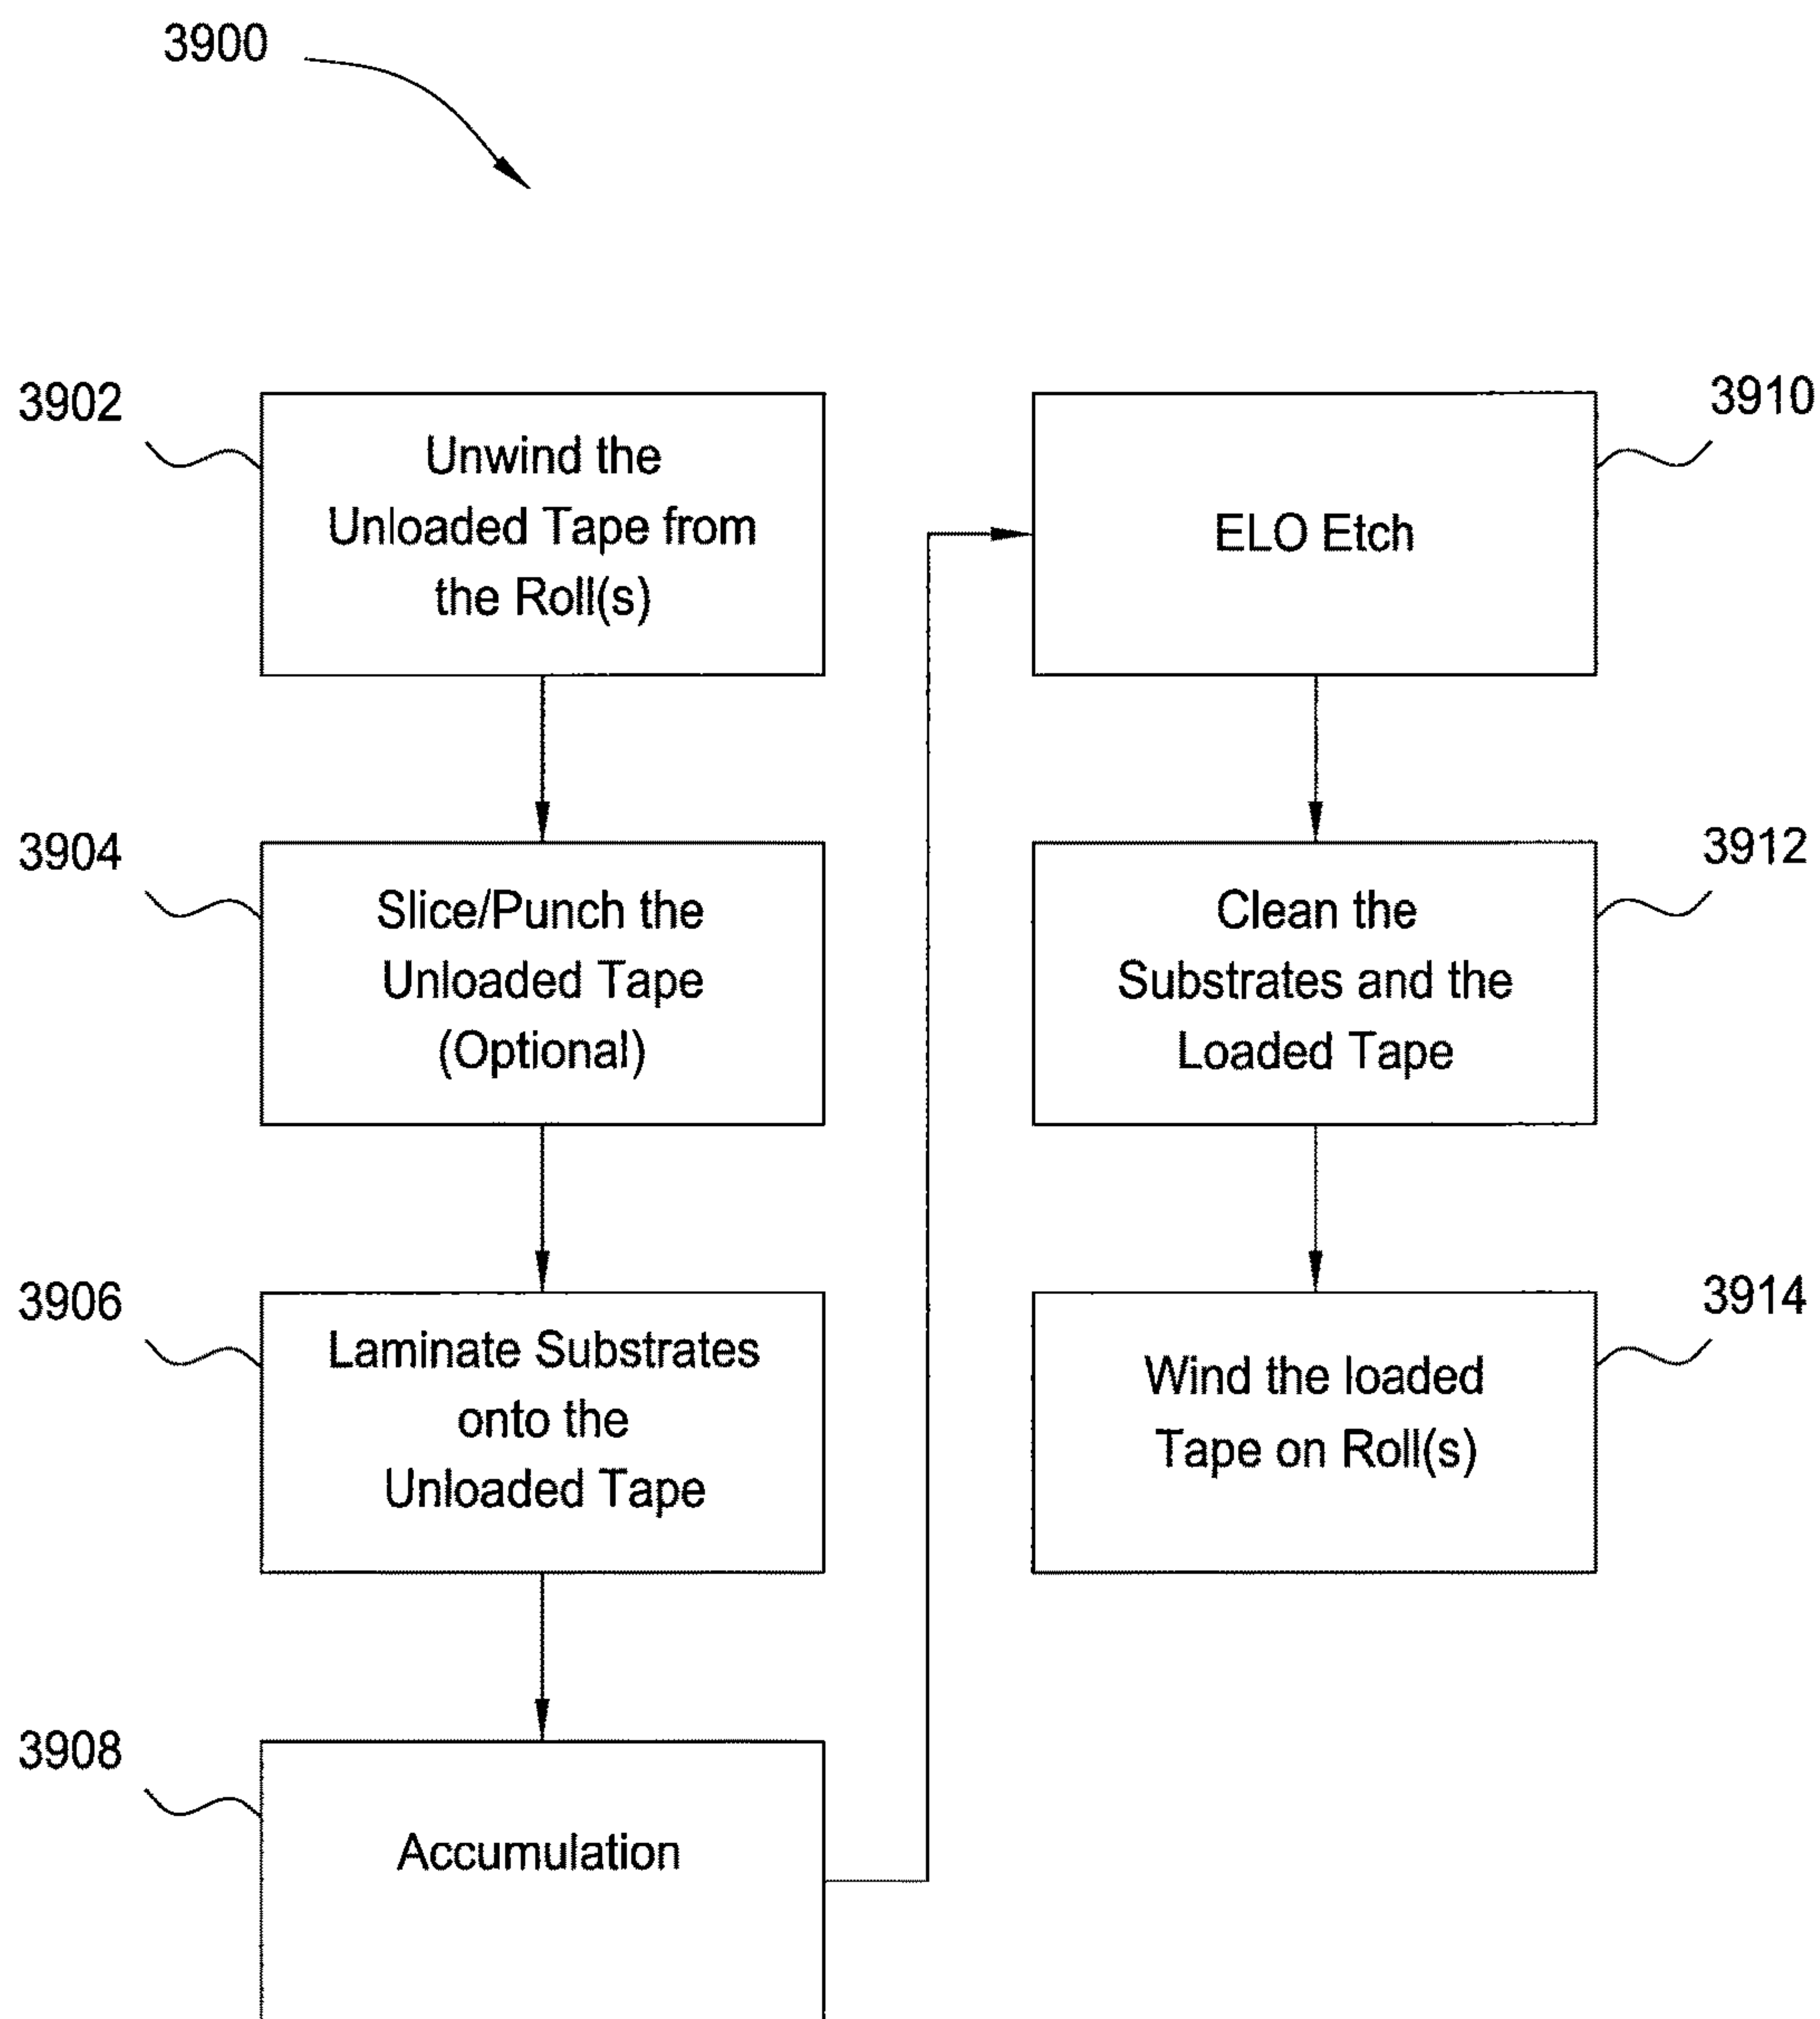 3900
3902
Unwind the
Unloaded Tape from
the Roll(s)
3904
Slice/Punch the
Unloaded Tape
(Optional)
3906
Laminate Substrates
onto the
Unloaded Tape
3908
Accumulation
3910
ELO Etch
3912
Clean the
Substrates and the
Loaded Tape
3914
Wind the loaded
Tape on Roll(s)